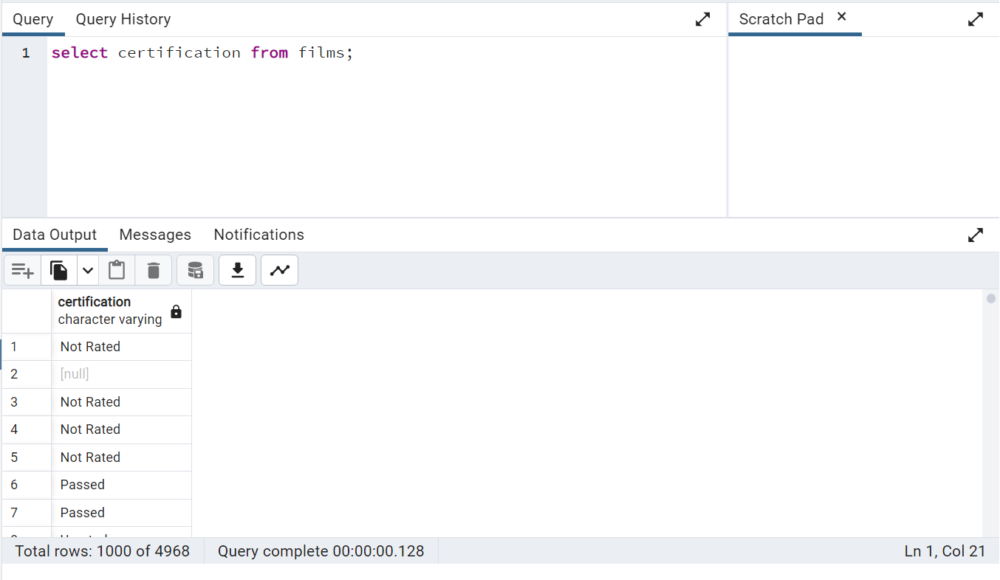 Query Query History Scratch Pad ×
1 select certification from films;
Data Output Messages Notifications
certification
character varying
1 Not Rated
2 [null]
3 Not Rated
4 Not Rated
5 Not Rated
6 Passed
7 Passed
Total rows: 1000 of 4968 Query complete 00:00:00.128 Ln 1, Col 21